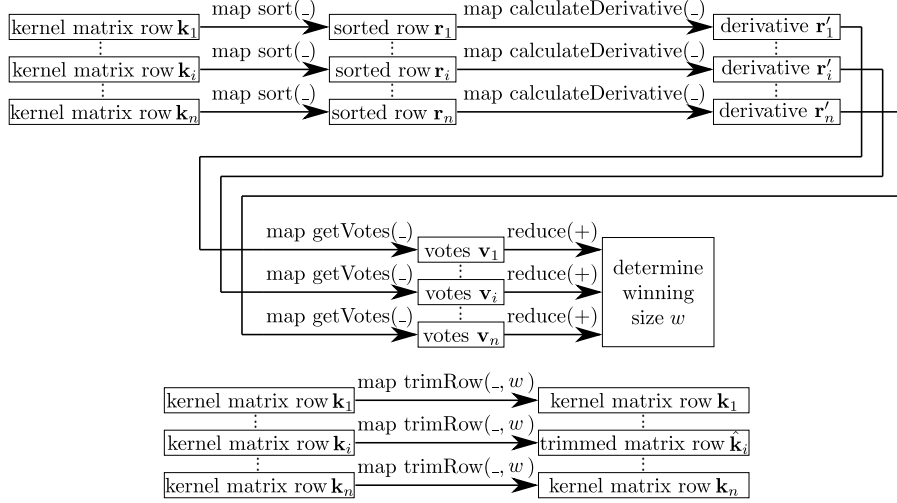 map sort(_) map calculateDerivative(_)
kernel matrix row k₁ sorted row r₁ derivative r′₁
map sort(_) map calculateDerivative(_)
kernel matrix row kᵢ sorted row rᵢ derivative r′ᵢ
map sort(_) map calculateDerivative(_)
kernel matrix row kₙ sorted row rₙ derivative r′ₙ
map getVotes(_) reduce(+)
votes v₁
map getVotes(_) reduce(+)
votes vᵢ
map getVotes(_) reduce(+)
votes vₙ
determine
winning
size w
map trimRow(_, w)
kernel matrix row k₁ kernel matrix row k₁
map trimRow(_, w)
kernel matrix row kᵢ trimmed matrix row k̂ᵢ
map trimRow(_, w)
kernel matrix row kₙ kernel matrix row kₙ